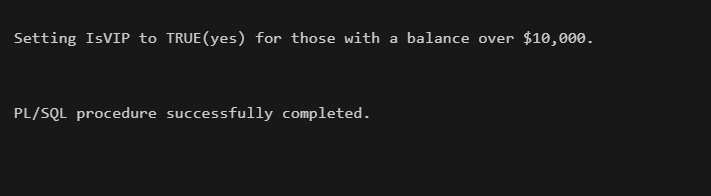 Setting IsVIP to TRUE(yes) for those with a balance over $10,000.
PL/SQL procedure successfully completed.